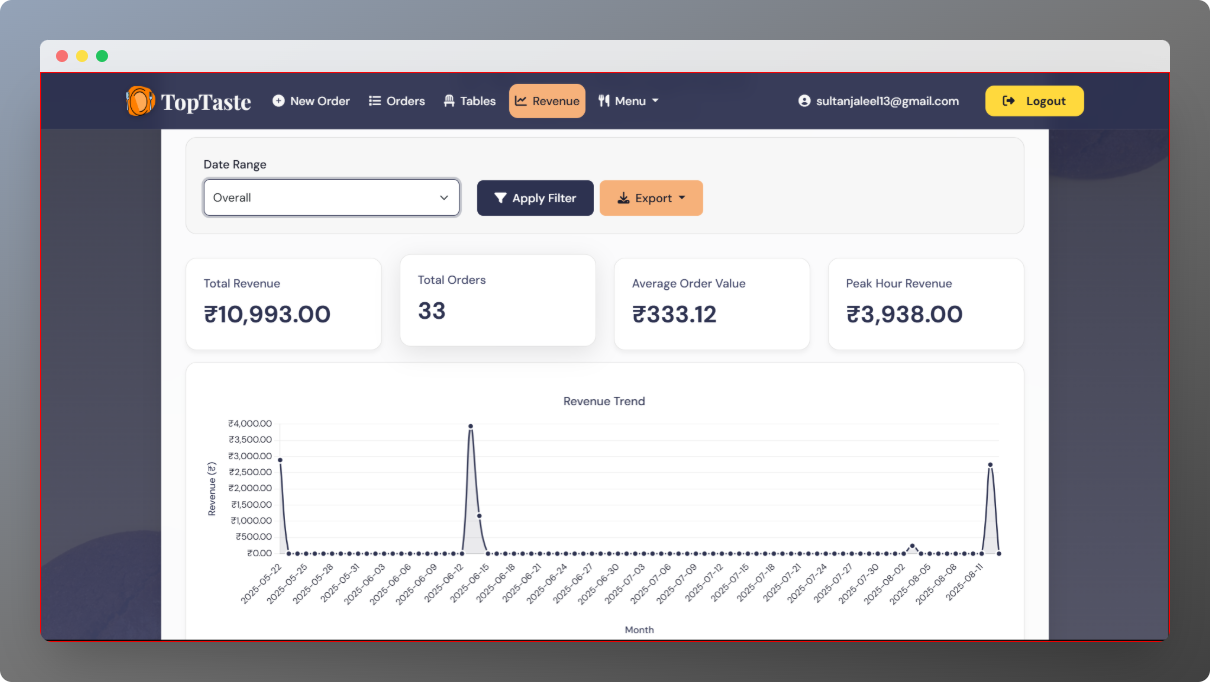 TopTaste New Order Orders Tables Revenue Menu sultanjaleel13@gmail.com Logout
Date Range
Overall Apply Filter Export
Total Revenue Total Orders Average Order Value Peak Hour Revenue
₹10,993.00 33 ₹333.12 ₹3,938.00
Revenue Trend
Revenue (₹)
₹4,000.00
₹3,500.00
₹3,000.00
₹2,500.00
₹2,000.00
₹1,500.00
₹1,000.00
₹500.00
₹0.00
2025-05-22 2025-05-25 2025-05-28 2025-05-31 2025-06-03 2025-06-06 2025-06-09 2025-06-12 2025-06-15 2025-06-18 2025-06-21 2025-06-24 2025-06-27 2025-06-30 2025-07-03 2025-07-06 2025-07-09 2025-07-12 2025-07-15 2025-07-18 2025-07-21 2025-07-24 2025-07-27 2025-07-30 2025-08-02 2025-08-05 2025-08-08 2025-08-11
Month